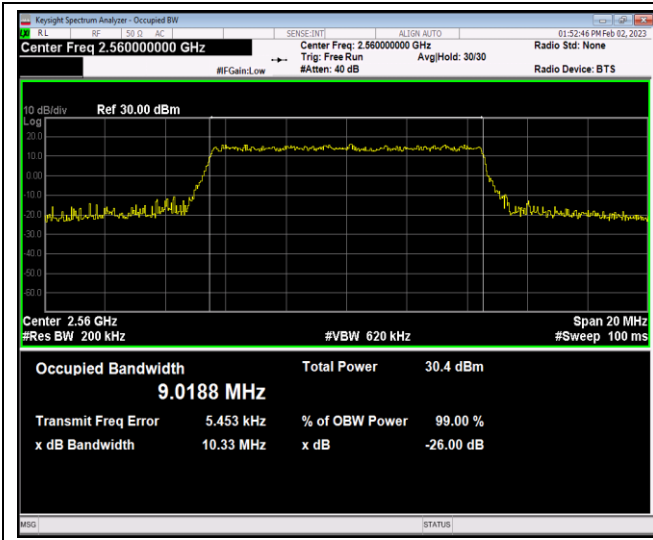 Keysight Spectrum Analyzer - Occupied BW
RL RF 50 Ω AC SENSE:INT ALIGN AUTO 01:52:46 PM Feb 02, 2023
Center Freq 2.560000000 GHz Center Freq: 2.560000000 GHz Radio Std: None
Trig: Free Run Avg|Hold: 30/30
#IFGain:Low #Atten: 40 dB Radio Device: BTS
10 dB/div Ref 30.00 dBm
Log
20.0
10.0
0.00
-10.0
-20.0
-30.0
-40.0
-50.0
-60.0
Center 2.56 GHz Span 20 MHz
#Res BW 200 kHz #VBW 620 kHz #Sweep 100 ms
Occupied Bandwidth Total Power 30.4 dBm
9.0188 MHz
Transmit Freq Error 5.453 kHz % of OBW Power 99.00 %
x dB Bandwidth 10.33 MHz x dB -26.00 dB
MSG STATUS